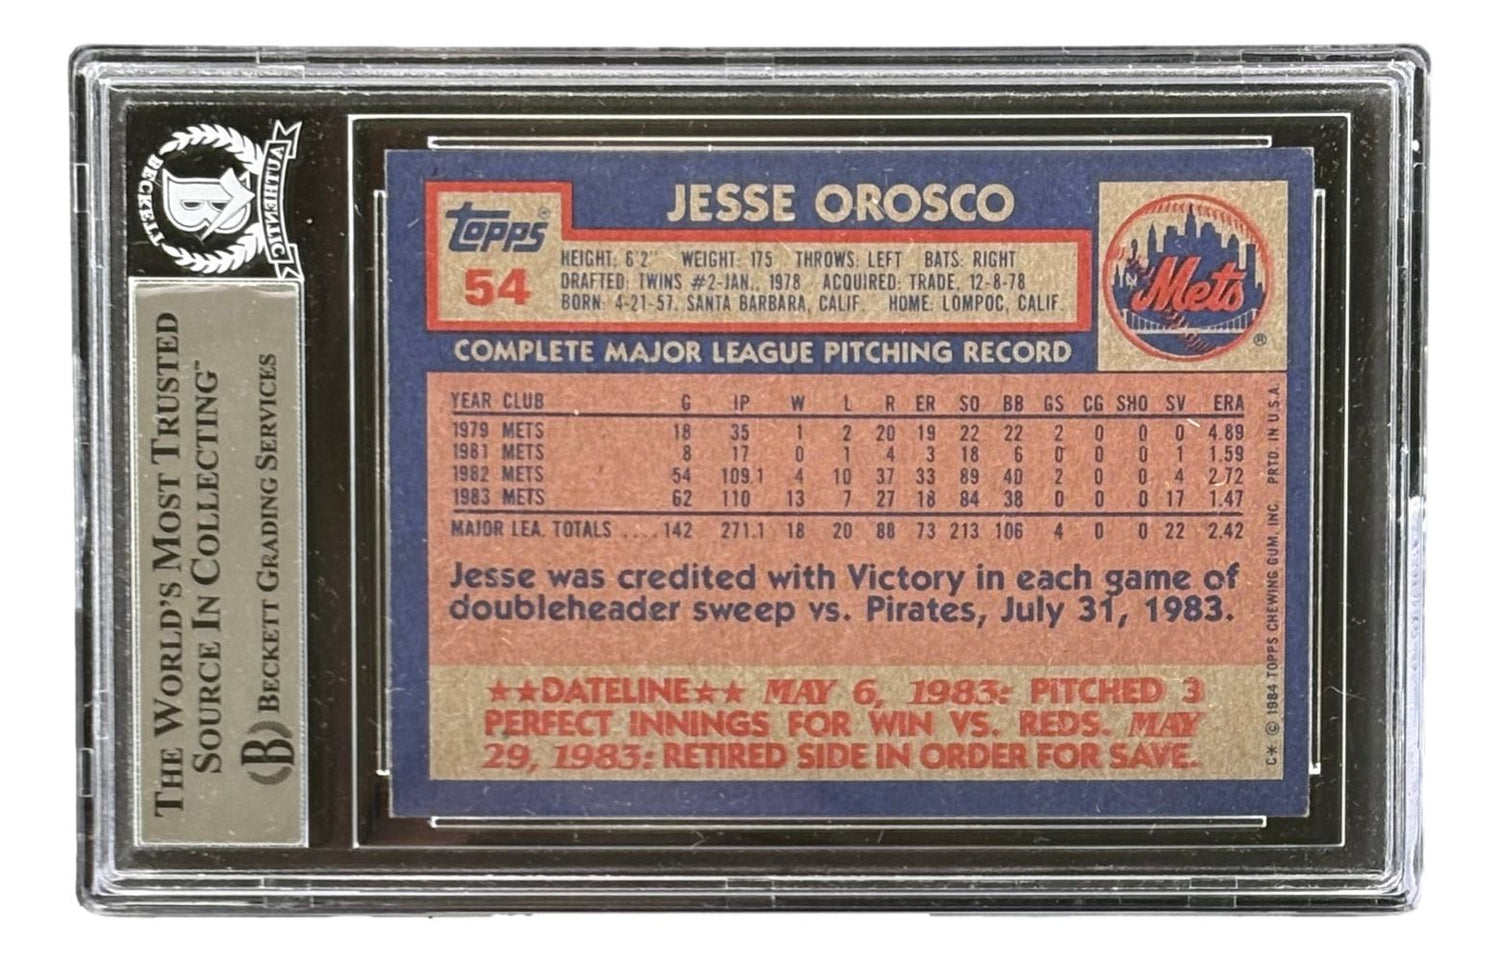 BECKETT
B
AUTHENTIC
THE WORLD'S MOST TRUSTED
SOURCE IN COLLECTING™
B BECKETT GRADING SERVICES
topps®
54
JESSE OROSCO
HEIGHT: 6'2" WEIGHT: 175 THROWS: LEFT BATS: RIGHT
DRAFTED: TWINS #2-JAN., 1978 ACQUIRED: TRADE, 12-8-78
BORN: 4-21-57, SANTA BARBARA, CALIF. HOME: LOMPOC, CALIF.
NY
Mets
®
COMPLETE MAJOR LEAGUE PITCHING RECORD
YEAR CLUB G IP W L R ER SO BB GS CG SHO SV ERA
1979 METS 18 35 1 2 20 19 22 22 2 0 0 0 4.89
1981 METS 8 17 0 1 4 3 18 6 0 0 0 1 1.59
1982 METS 54 109.1 4 10 37 33 89 40 2 0 0 4 2.72
1983 METS 62 110 13 7 27 18 84 38 0 0 0 17 1.47
MAJOR LEA. TOTALS .... 142 271.1 18 20 88 73 213 106 4 0 0 22 2.42
Jesse was credited with Victory in each game of
doubleheader sweep vs. Pirates, July 31, 1983.
★★DATELINE★★ MAY 6, 1983: PITCHED 3
PERFECT INNINGS FOR WIN VS. REDS. MAY
29, 1983: RETIRED SIDE IN ORDER FOR SAVE.
C* © 1984 TOPPS CHEWING GUM, INC. PRTD. IN U.S.A.